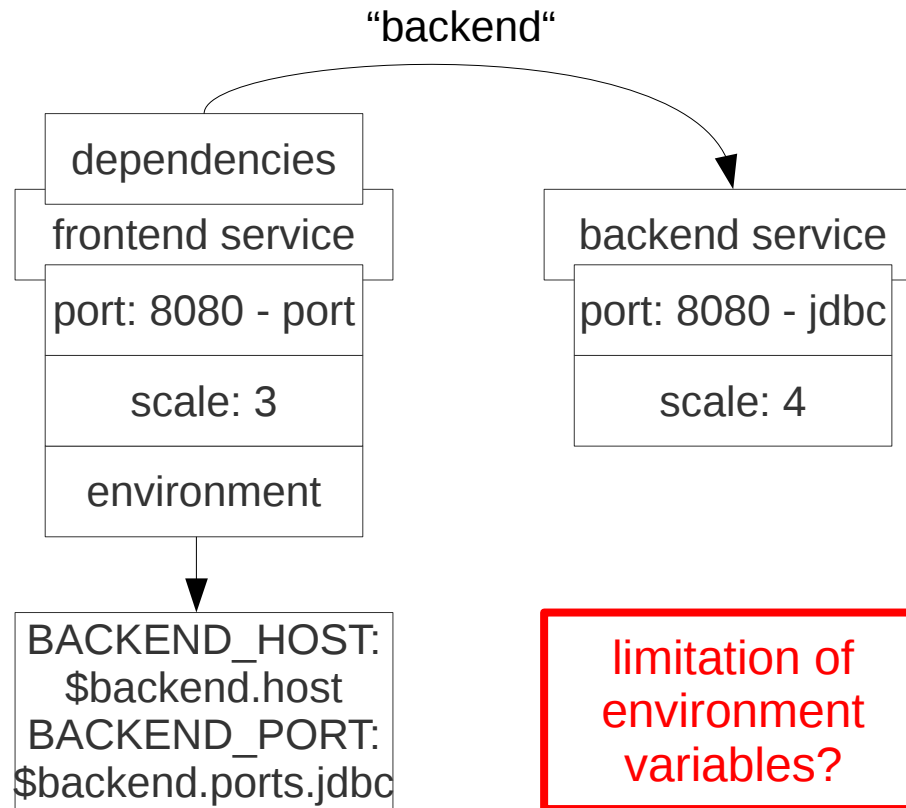 “backend“
dependencies
frontend service
port: 8080 - port
scale: 3
environment
BACKEND_HOST:
$backend.host
BACKEND_PORT:
$backend.ports.jdbc
backend service
port: 8080 - jdbc
scale: 4
limitation of
environment
variables?